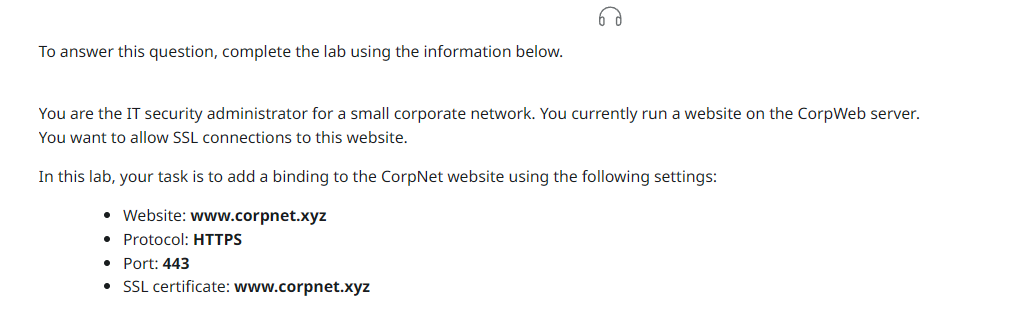 To answer this question, complete the lab using the information below.
You are the IT security administrator for a small corporate network. You currently run a website on the CorpWeb server.
You want to allow SSL connections to this website.
In this lab, your task is to add a binding to the CorpNet website using the following settings:
• Website: www.corpnet.xyz
• Protocol: HTTPS
• Port: 443
• SSL certificate: www.corpnet.xyz